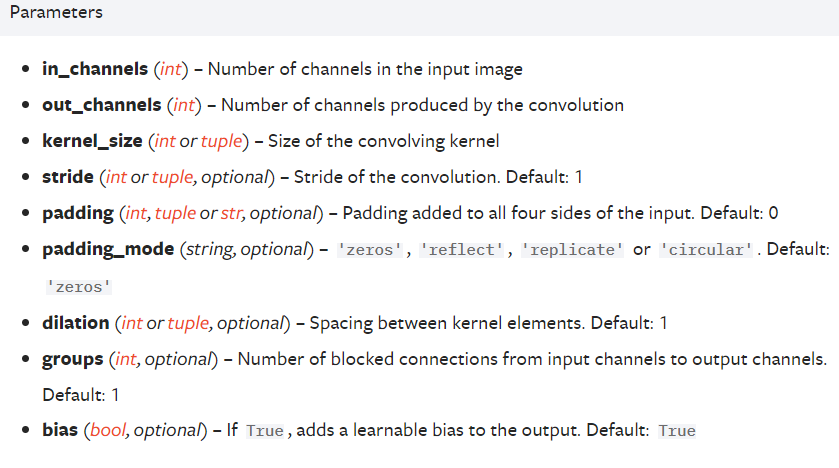 Parameters
• in_channels (int) – Number of channels in the input image
• out_channels (int) – Number of channels produced by the convolution
• kernel_size (int or tuple) – Size of the convolving kernel
• stride (int or tuple, optional) – Stride of the convolution. Default: 1
• padding (int, tuple or str, optional) – Padding added to all four sides of the input. Default: 0
• padding_mode (string, optional) – 'zeros', 'reflect', 'replicate' or 'circular'. Default:
'zeros'
• dilation (int or tuple, optional) – Spacing between kernel elements. Default: 1
• groups (int, optional) – Number of blocked connections from input channels to output channels.
Default: 1
• bias (bool, optional) – If True, adds a learnable bias to the output. Default: True